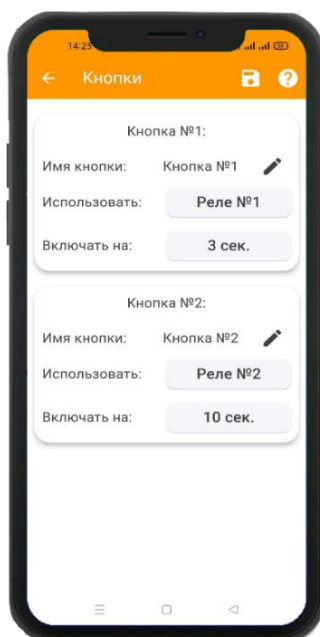 14:25
Кнопки
Кнопка №1:
Имя кнопки: Кнопка №1
Использовать: Реле №1
Включать на: 3 сек.
Кнопка №2:
Имя кнопки: Кнопка №2
Использовать: Реле №2
Включать на: 10 сек.